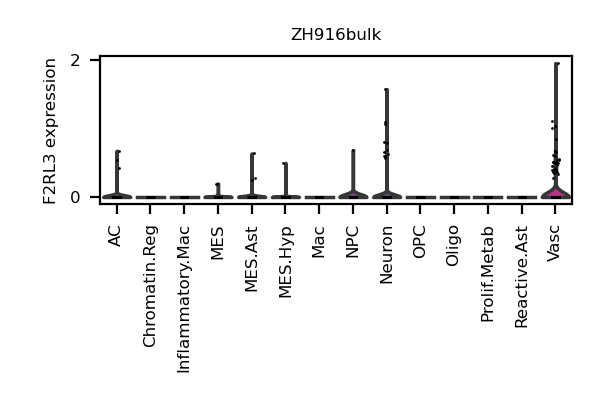 ZH916bulk
F2RL3 expression
2
0
AC
Chromatin.Reg
Inflammatory.Mac
MES
MES.Ast
MES.Hyp
Mac
NPC
Neuron
OPC
Oligo
Prolif.Metab
Reactive.Ast
Vasc